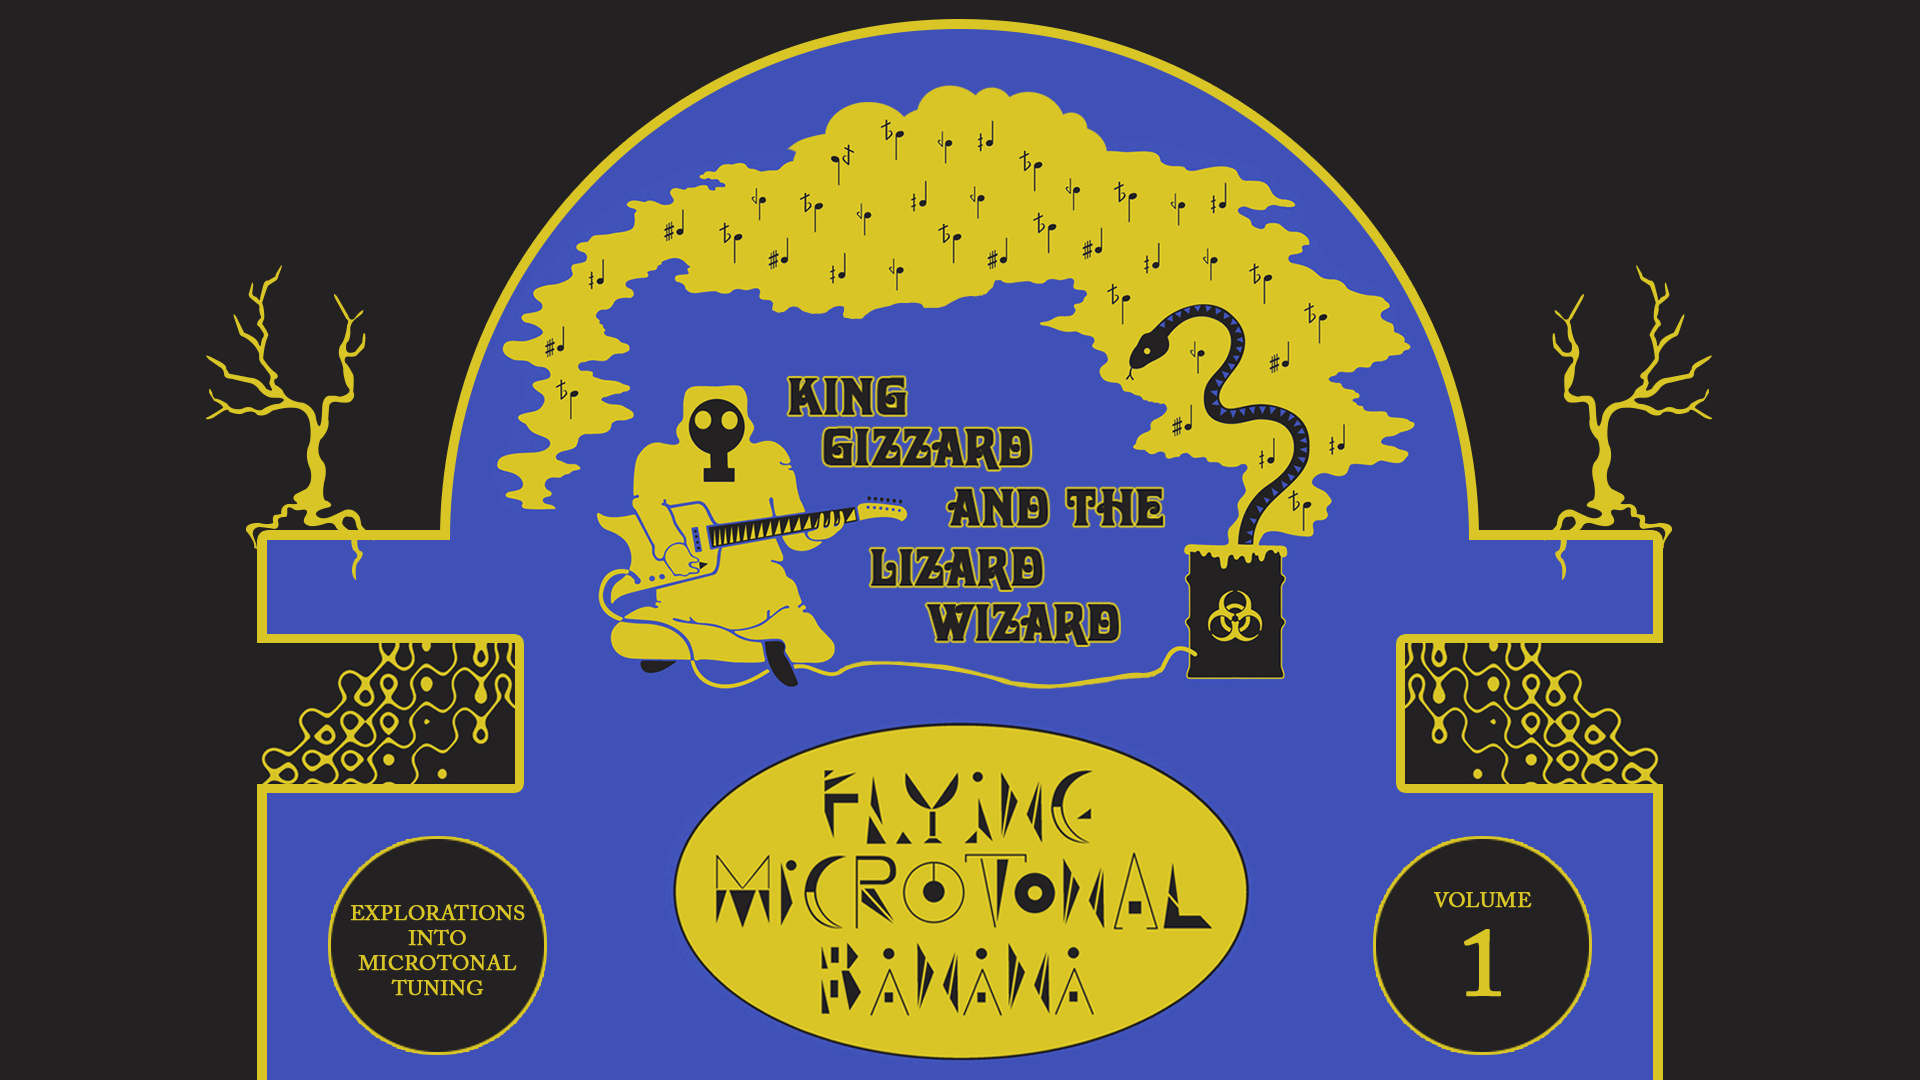 KING
GIZZARD
AND THE
LIZARD
WIZARD
FLYING
MICROTONAL
BANANA
EXPLORATIONS
INTO
MICROTONAL
TUNING
VOLUME
1